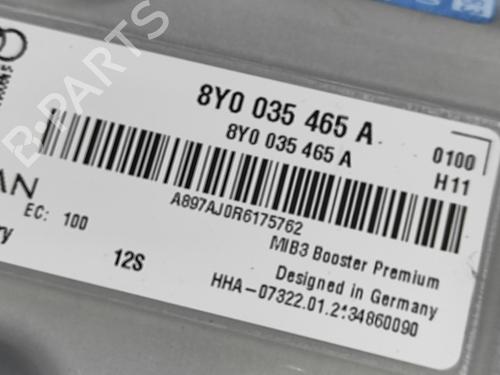 8Y0 035 465 A
8Y0 035 465 A
0100
H11
A897AJ0R6175762
EC: 100
MIB3 Booster Premium
12S
Designed in Germany
HHA-07322.01.2134860090
B-PARTS